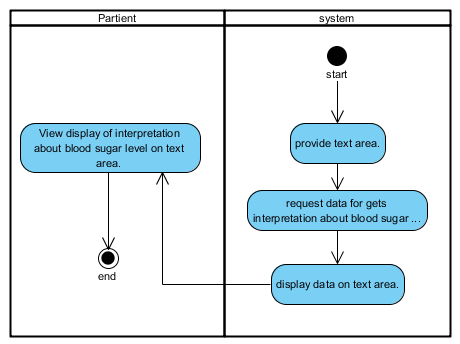 Partient
system
start
provide text area.
View display of interpretation
about blood sugar level on text
area.
request data for gets
interpretation about blood sugar ...
end
display data on text area.